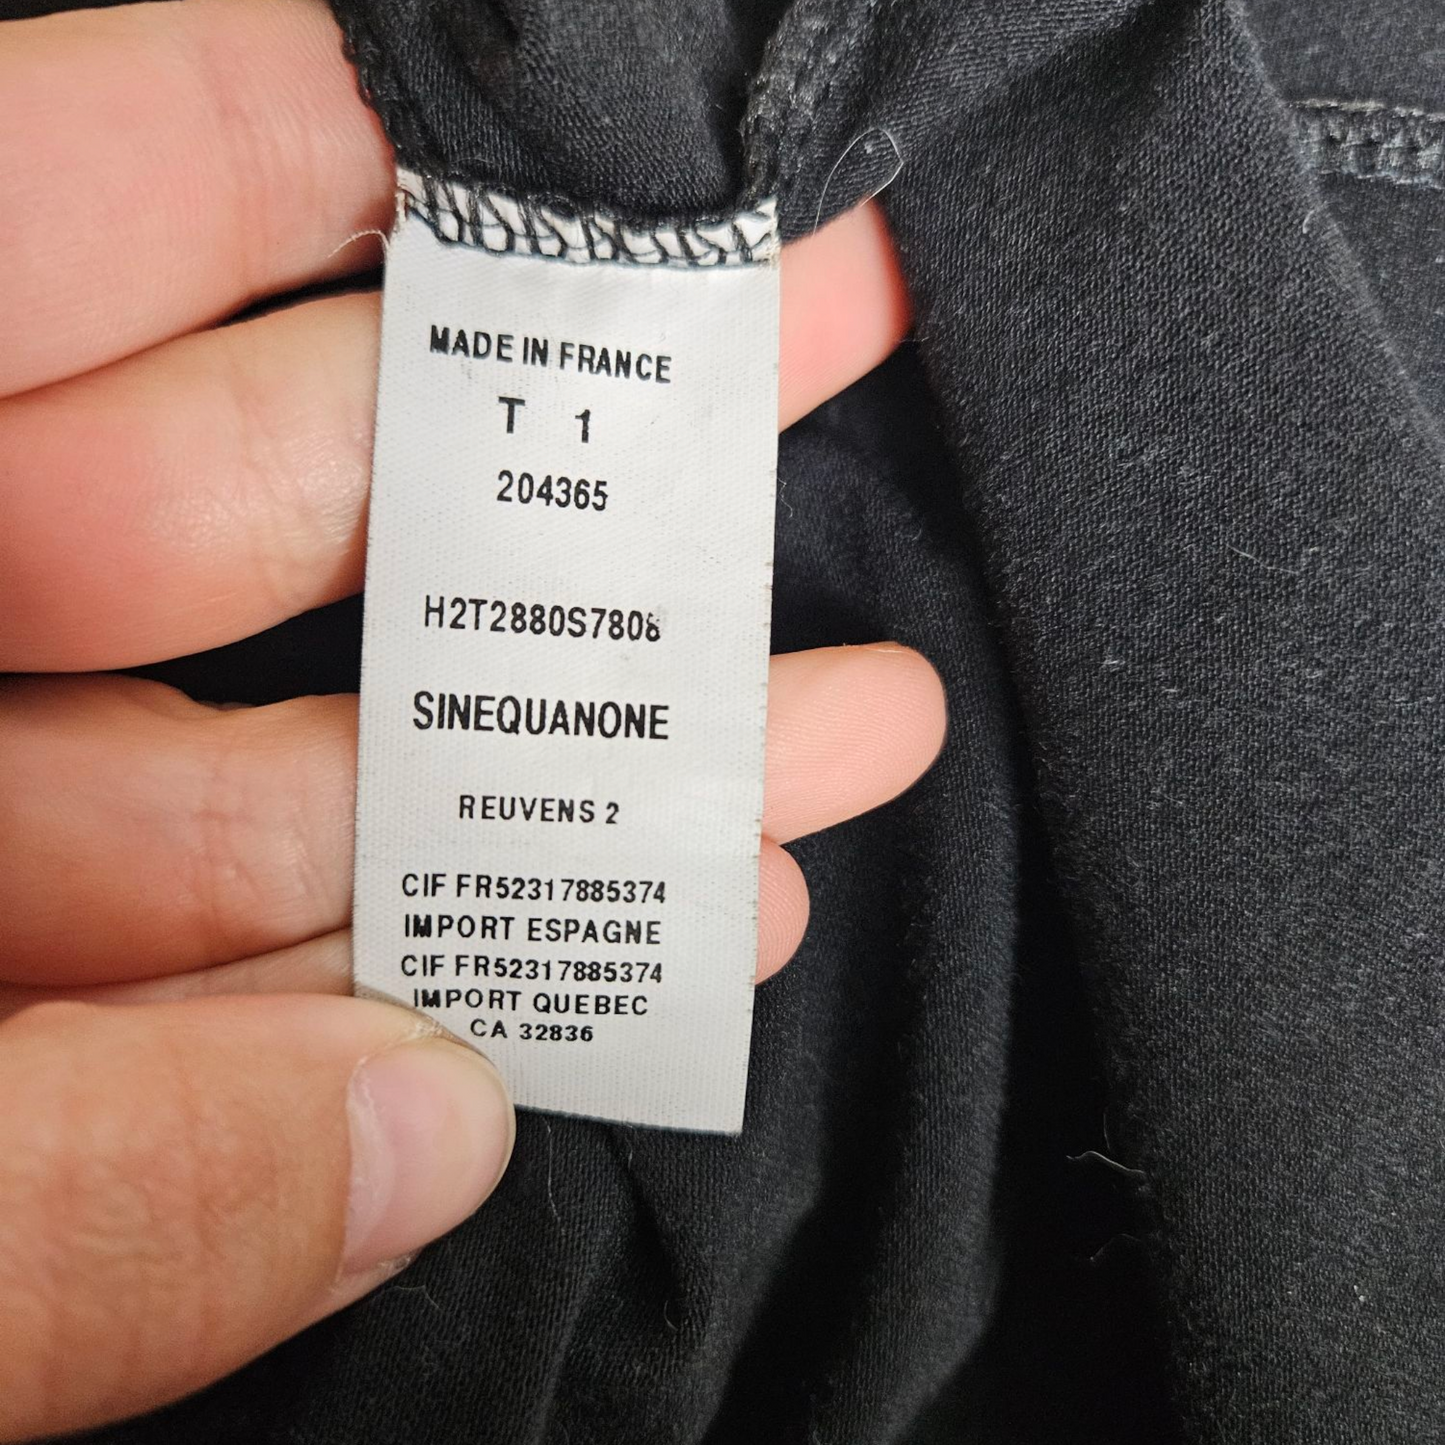 MADE IN FRANCE
T 1
204365
H2T2880S7808
SINEQUANONE
REUVENS 2
CIF FR52317885374
IMPORT ESPAGNE
CIF FR52317885374
IMPORT QUEBEC
CA 32836